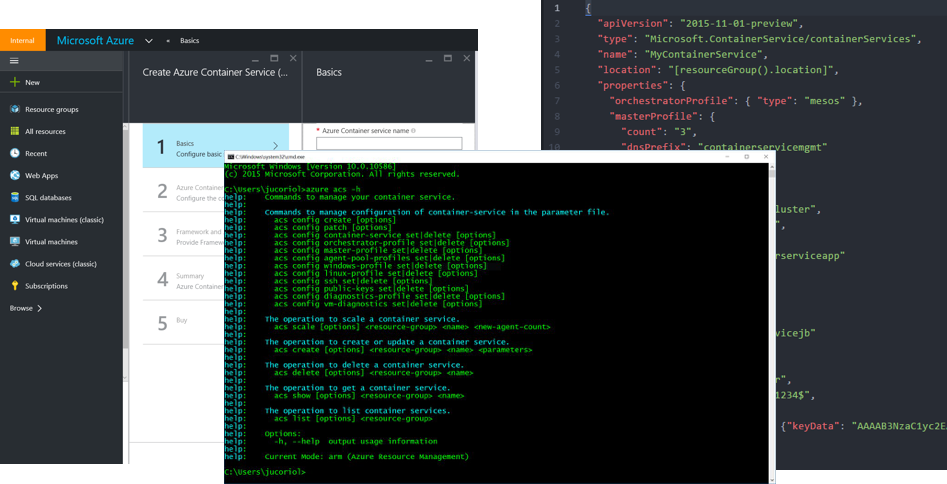 Internal
Microsoft Azure
Basics
New
Resource groups
All resources
Recent
Web Apps
SQL databases
Virtual machines (classic)
Virtual machines
Cloud services (classic)
Subscriptions
Browse
Create Azure Container Service (...
1
Basics
Configure basic
2
Azure Container
Configure the co
3
Framework and
Provide Framew
4
Summary
Azure Container
5
Buy
Basics
* Azure Container service name
C:\Windows\system32\cmd.exe
Microsoft Windows [Version 10.0.10586]
(c) 2015 Microsoft Corporation. All rights reserved.
C:\Users\jucoriol>azure acs -h
help:    Commands to manage your container service.
help:
help:    Commands to manage configuration of container-service in the parameter file.
help:      acs config create [options]
help:      acs config patch [options]
help:      acs config container-service set|delete [options]
help:      acs config orchestrator-profile set|delete [options]
help:      acs config master-profile set|delete [options]
help:      acs config agent-pool-profiles set|delete [options]
help:      acs config windows-profile set|delete [options]
help:      acs config linux-profile set|delete [options]
help:      acs config ssh set|delete [options]
help:      acs config public-keys set|delete [options]
help:      acs config diagnostics-profile set|delete [options]
help:      acs config vm-diagnostics set|delete [options]
help:
help:    The operation to scale a container service.
help:      acs scale [options] <resource-group> <name> <new-agent-count>
help:
help:    The operation to create or update a container service.
help:      acs create [options] <resource-group> <name> <parameters>
help:
help:    The operation to delete a container service.
help:      acs delete [options] <resource-group> <name>
help:
help:    The operation to get a container service.
help:      acs show [options] <resource-group> <name>
help:
help:    The operation to list container services.
help:      acs list [options] <resource-group>
help:
help:    Options:
help:      -h, --help  output usage information
help:
help:    Current Mode: arm (Azure Resource Management)
C:\Users\jucoriol>
1 {
2 "apiVersion": "2015-11-01-preview",
3 "type": "Microsoft.ContainerService/containerServices",
4 "name": "MyContainerService",
5 "location": "[resourceGroup().location]",
6 "properties": {
7 "orchestratorProfile": { "type": "mesos" },
8 "masterProfile": {
9 "count": "3",
10 "dnsPrefix": "containerservicemgmt"
luster",
",
erserviceapp"
vicejb"
r",
1234$",
{"keyData": "AAAAB3NzaC1yc2E